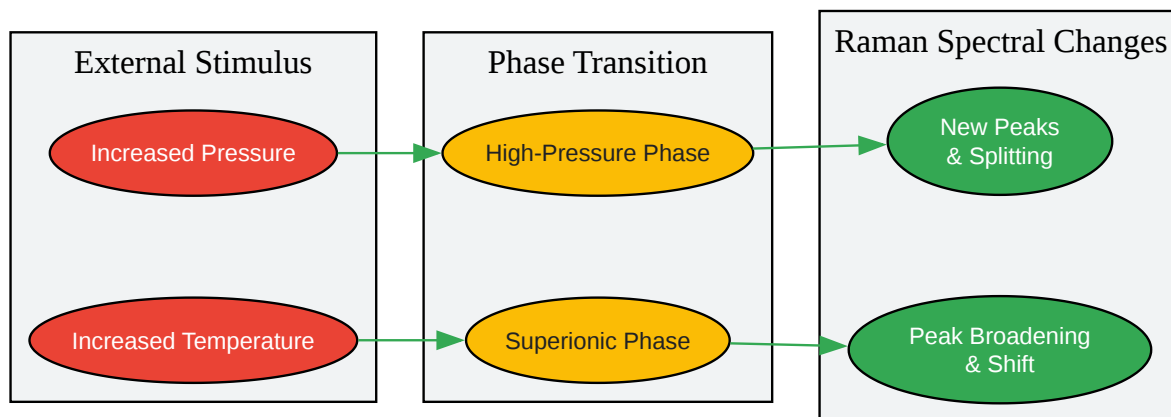 External Stimulus
Phase Transition
Raman Spectral Changes
Increased Pressure
High-Pressure Phase
New Peaks
& Splitting
Increased Temperature
Superionic Phase
Peak Broadening
& Shift